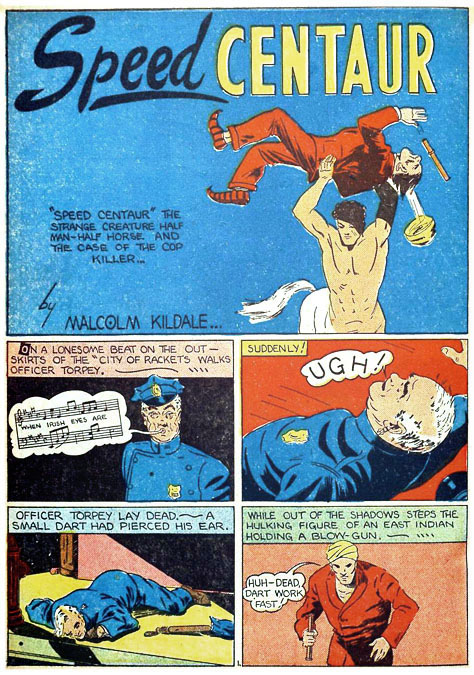 Speed CENTAUR
"SPEED CENTAUR" THE
STRANGE CREATURE HALF
MAN-HALF HORSE AND
THE CASE OF THE COP
KILLER...
by
MALCOLM KILDALE...
ON A LONESOME BEAT ON THE OUT-
SKIRTS OF THE "CITY OF RACKETS WALKS
OFFICER TORPEY.
WHEN IRISH EYES ARE
SUDDENLY!
UGH!
OFFICER TORPEY LAY DEAD.— A
SMALL DART HAD PIERCED HIS EAR.
WHILE OUT OF THE SHADOWS STEPS THE
HULKING FIGURE OF AN EAST INDIAN
HOLDING A BLOW-GUN. —
HUH-DEAD,
DART WORK
FAST!
1.